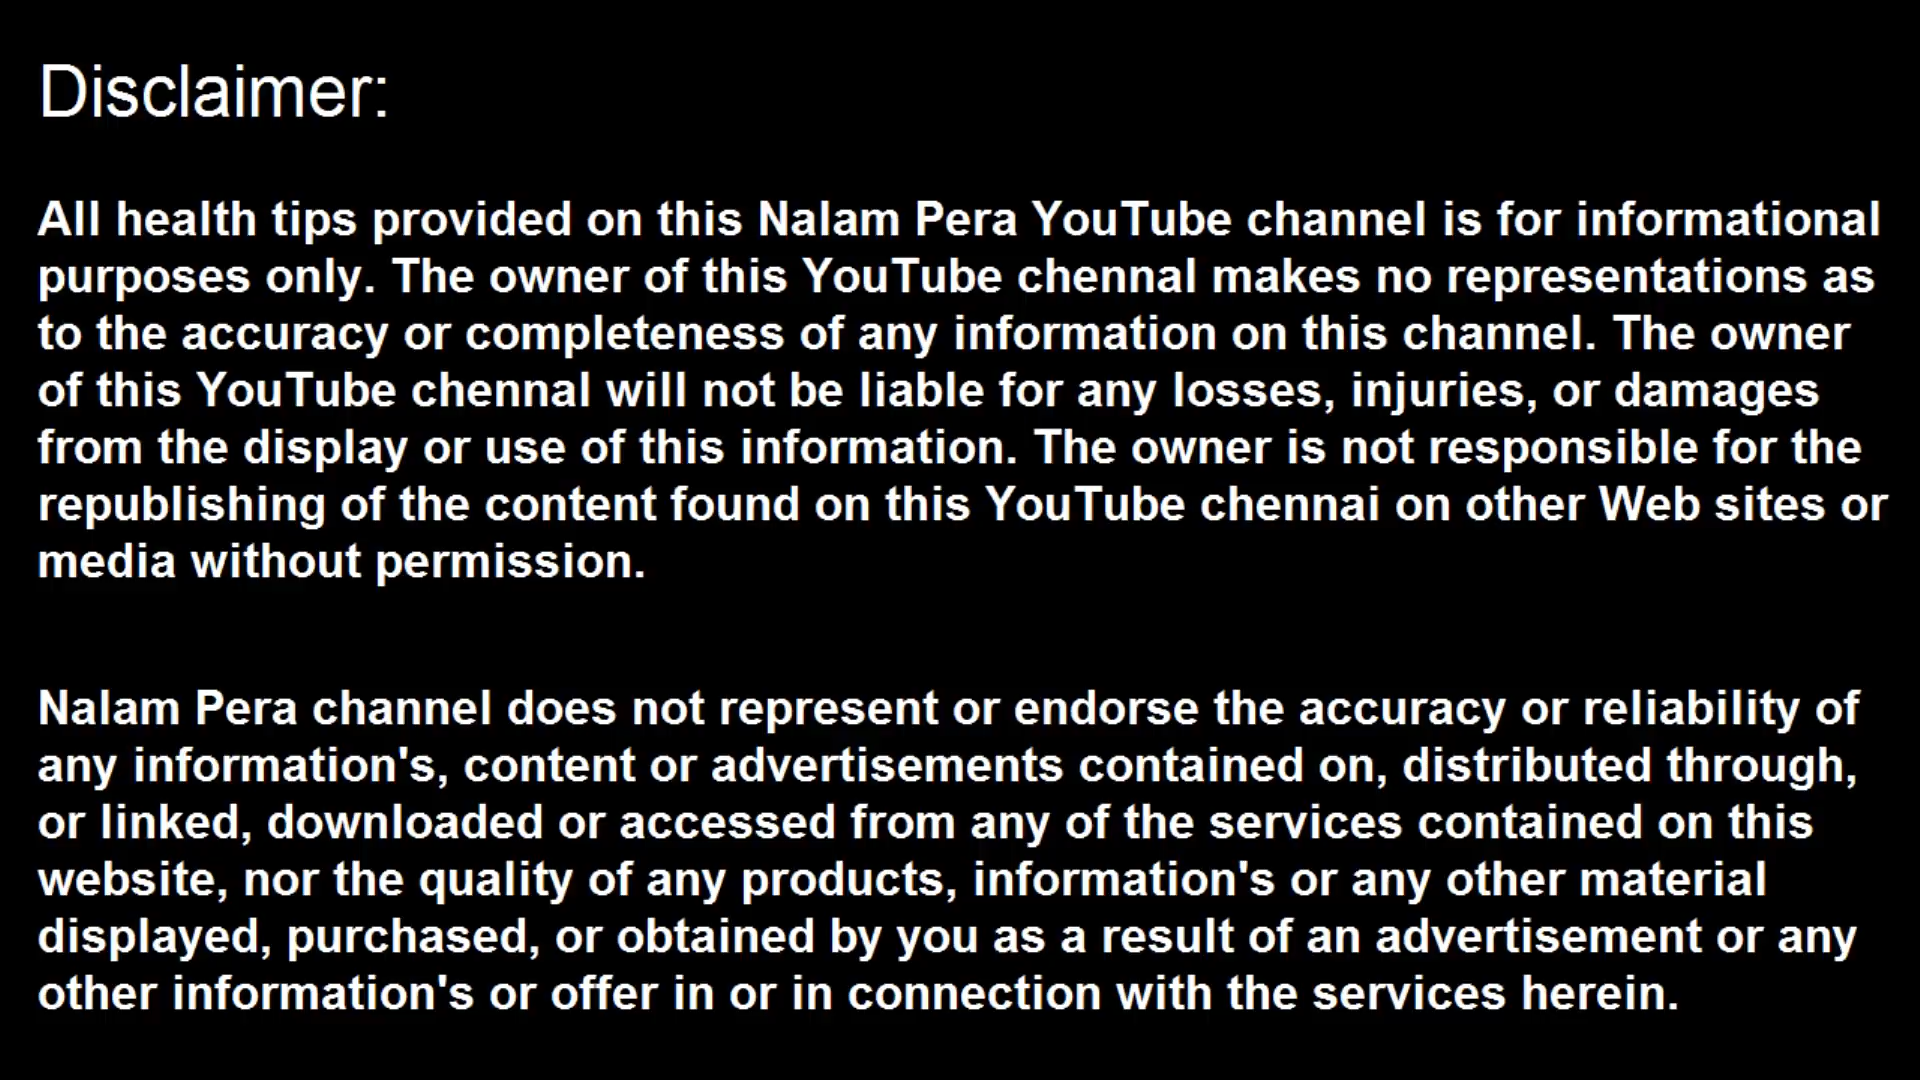 Disclaimer:
All health tips provided on this Nalam Pera YouTube channel is for informational
purposes only. The owner of this YouTube chennal makes no representations as
to the accuracy or completeness of any information on this channel. The owner
of this YouTube chennal will not be liable for any losses, injuries, or damages
from the display or use of this information. The owner is not responsible for the
republishing of the content found on this YouTube chennai on other Web sites or
media without permission.
Nalam Pera channel does not represent or endorse the accuracy or reliability of
any information's, content or advertisements contained on, distributed through,
or linked, downloaded or accessed from any of the services contained on this
website, nor the quality of any products, information's or any other material
displayed, purchased, or obtained by you as a result of an advertisement or any
other information's or offer in or in connection with the services herein.